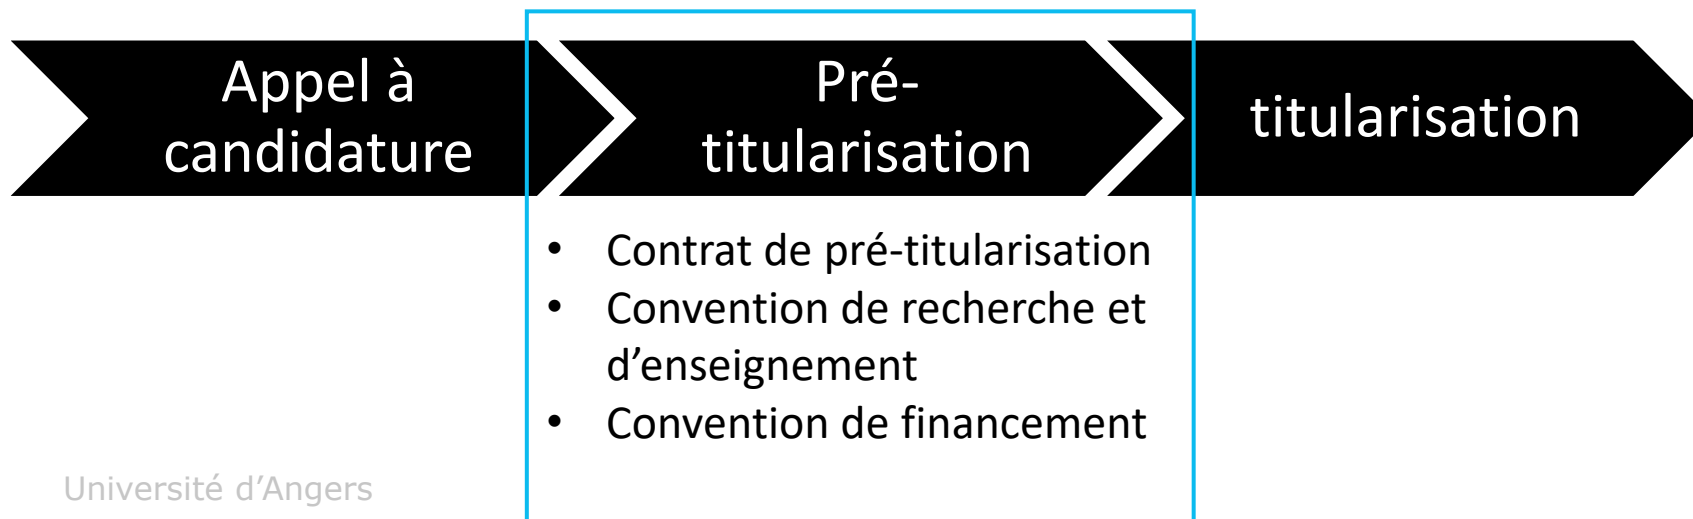 Appel à
candidature
Pré-
titularisation
titularisation
• Contrat de pré-titularisation
• Convention de recherche et
d’enseignement
• Convention de financement
Université d’Angers